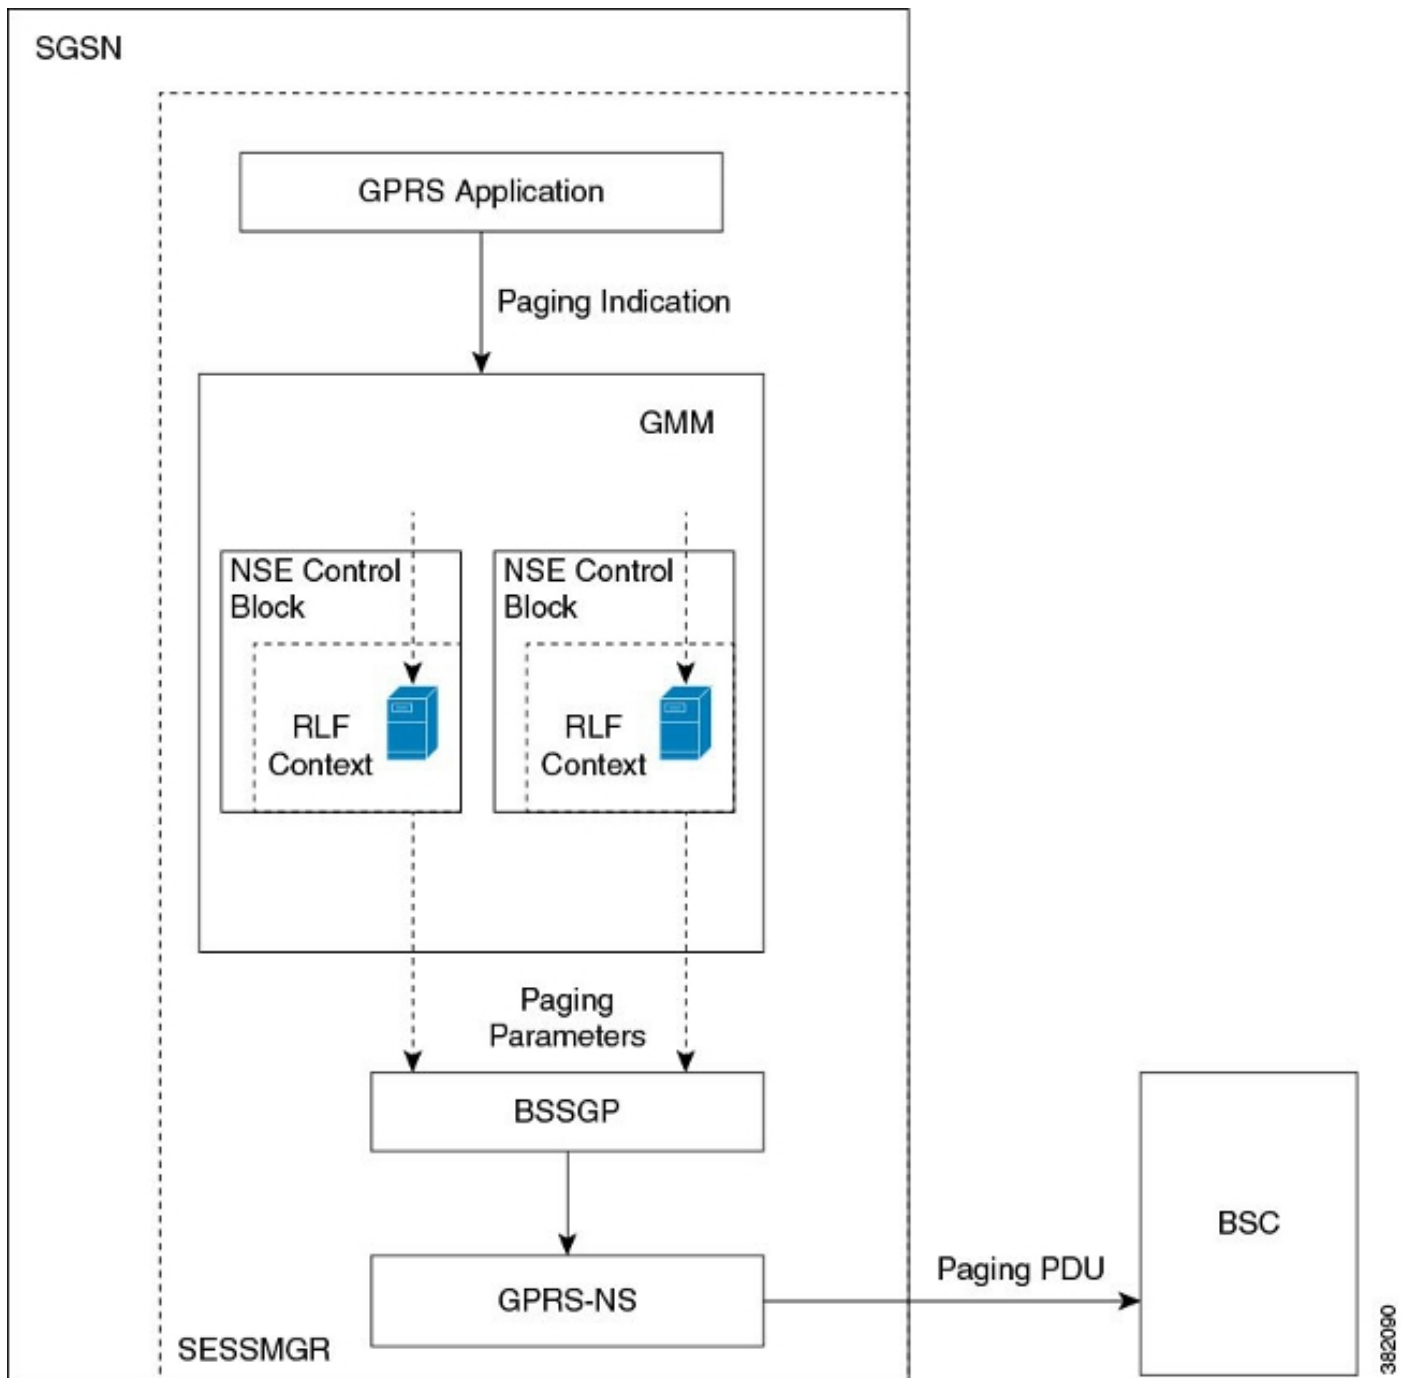 SGSN
GPRS Application
Paging Indication
GMM
NSE Control
Block
NSE Control
Block
RLF
Context
RLF
Context
Paging
Parameters
BSSGP
BSC
Paging PDU
GPRS-NS
SESSMGR
382090